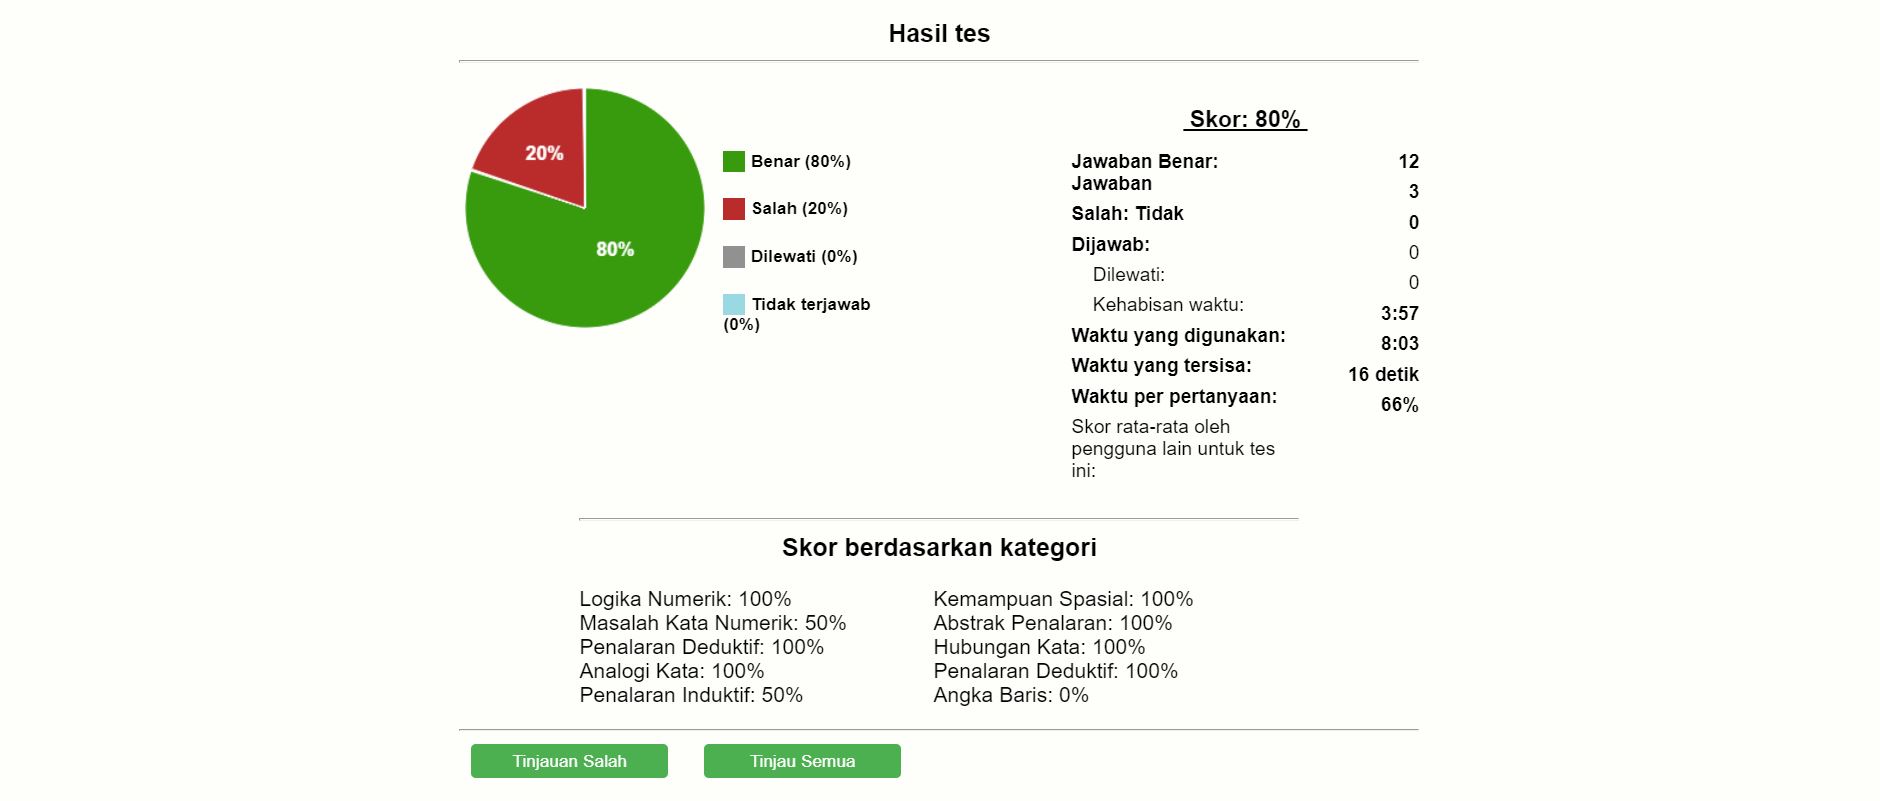 Hasil tes
20%
80%
Benar (80%)
Salah (20%)
Dilewati (0%)
Tidak terjawab
(0%)
Skor: 80%
Jawaban Benar: 12
Jawaban 3
Salah: Tidak 0
Dijawab: 0
Dilewati: 0
Kehabisan waktu: 3:57
Waktu yang digunakan: 8:03
Waktu yang tersisa: 16 detik
Waktu per pertanyaan: 66%
Skor rata-rata oleh
pengguna lain untuk tes
ini:
Skor berdasarkan kategori
Logika Numerik: 100%
Masalah Kata Numerik: 50%
Penalaran Deduktif: 100%
Analogi Kata: 100%
Penalaran Induktif: 50%
Kemampuan Spasial: 100%
Abstrak Penalaran: 100%
Hubungan Kata: 100%
Penalaran Deduktif: 100%
Angka Baris: 0%
Tinjauan Salah
Tinjau Semua